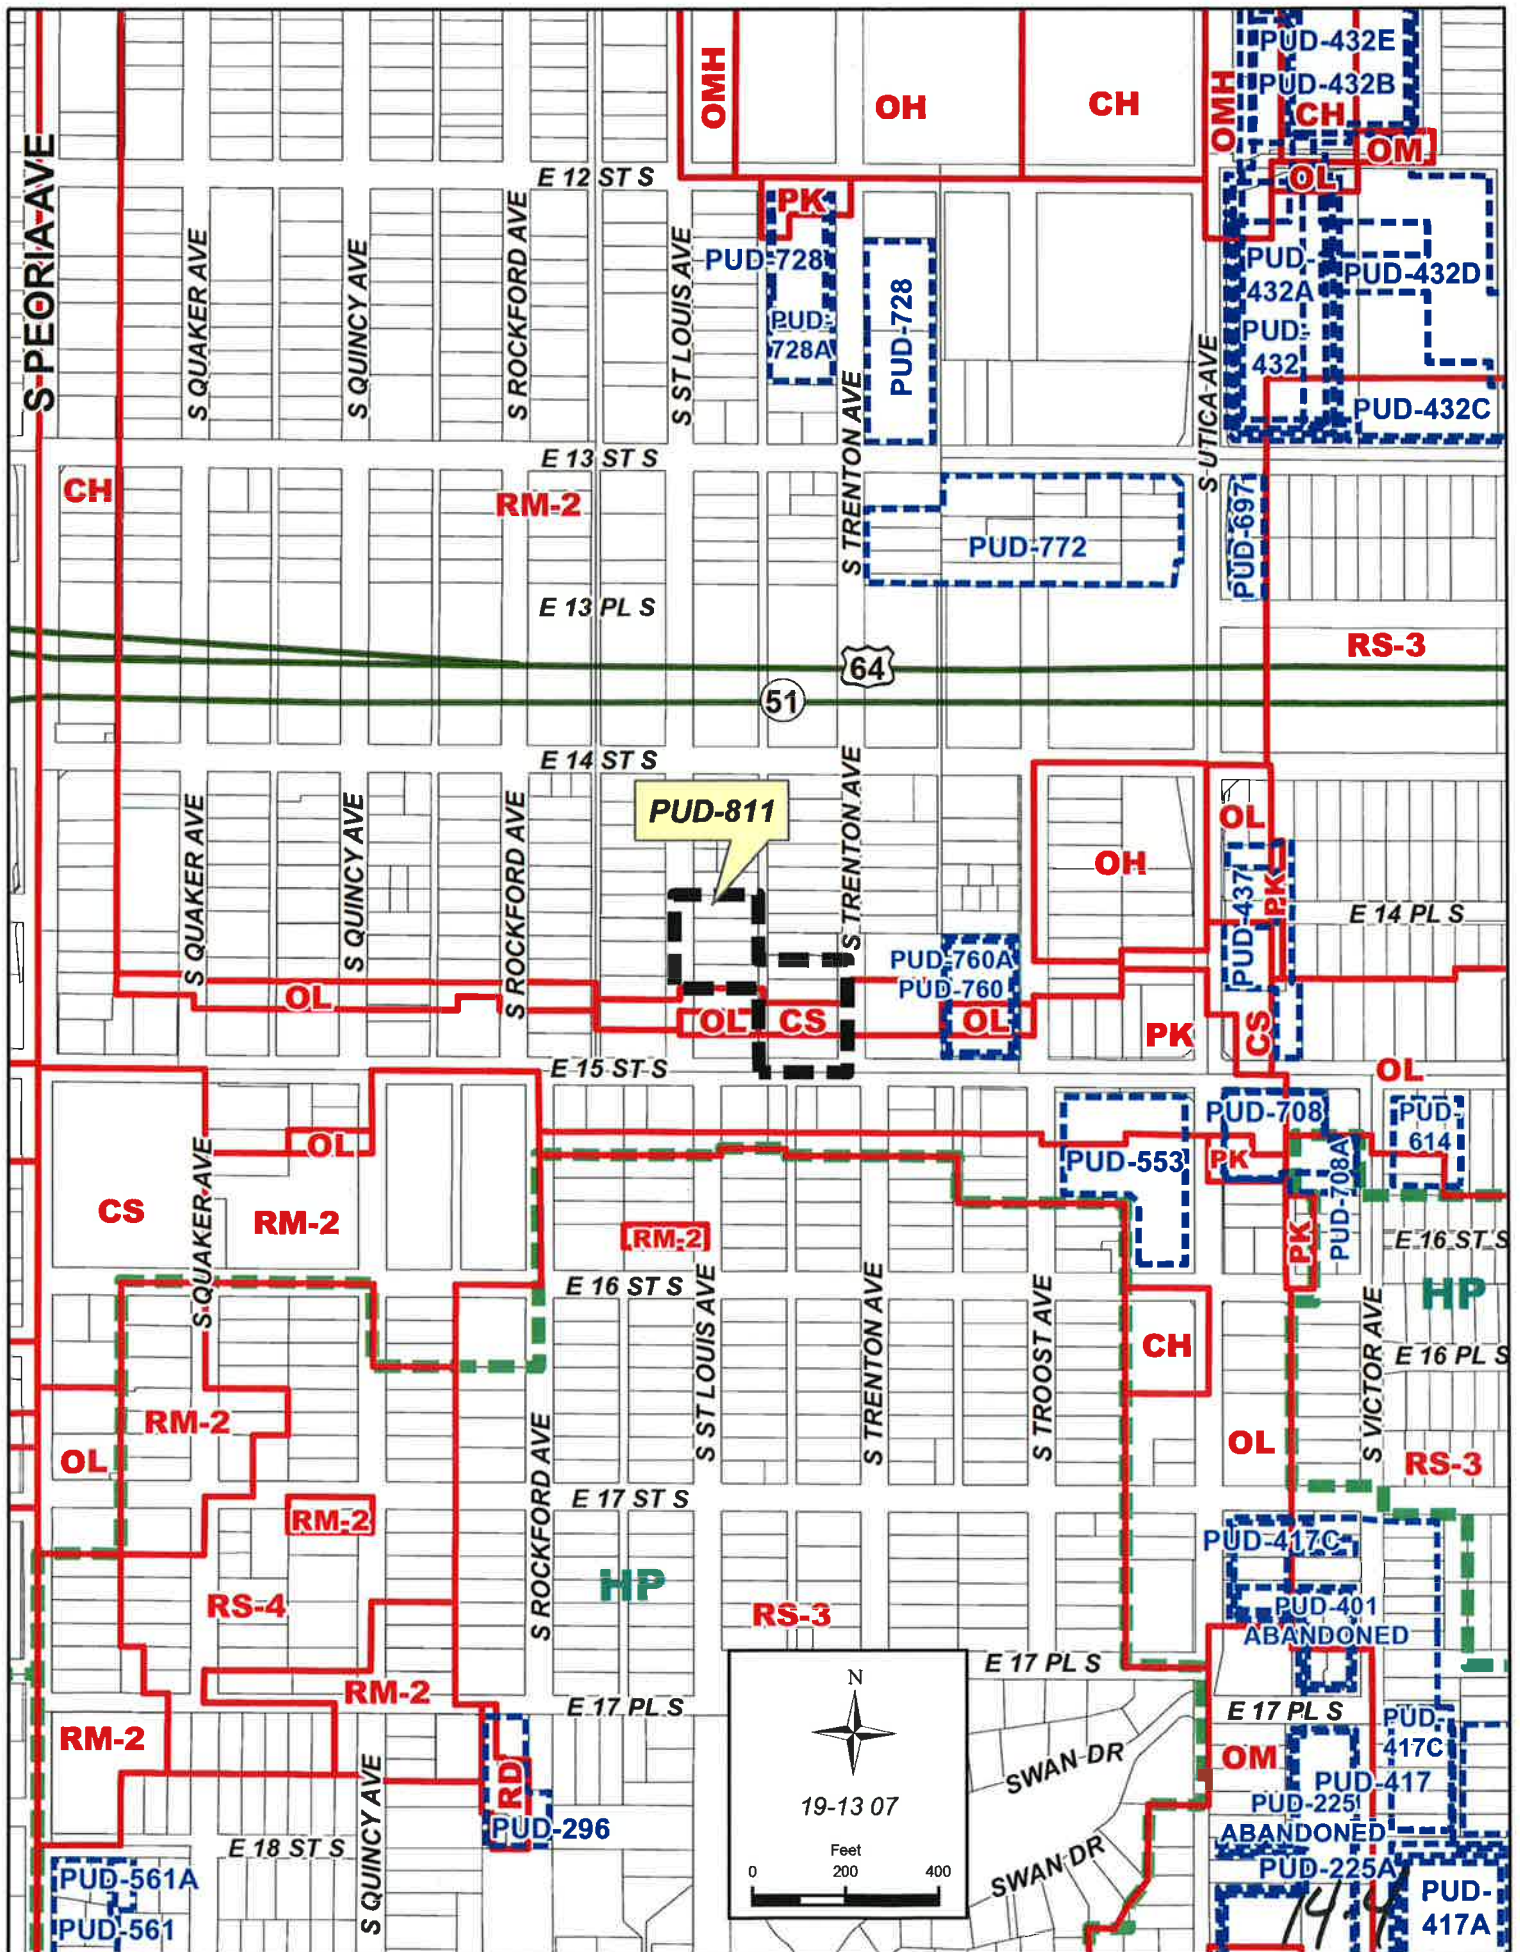 PUD-432E
PUD-432B
OMH
OH
CH
OMH
CH
OM
OL
S PEORIA AVE
E 12 ST S
PK
S QUAKER AVE
S QUINCY AVE
S ROCKFORD AVE
S ST LOUIS AVE
PUD-728
PUD-
728A
PUD-728
S TRENTON AVE
S UTICA AVE
PUD-
432A
PUD-432D
PUD-
432
PUD-432C
E 13 ST S
CH
RM-2
PUD-772
PUD-697
E 13 PL S
RS-3
64
51
E 14 ST S
PUD-811
S QUAKER AVE
S QUINCY AVE
S ROCKFORD AVE
S TRENTON AVE
OL
OH
PUD-437
PK
E 14 PL S
PUD-760A
PUD-760
OL
OL
CS
OL
PK
CS
E 15 ST S
OL
PUD-708
PUD-
614
OL
PUD-553
PK
PUD-708A
CS
S QUAKER AVE
RM-2
RM-2
PK
E 16 ST S
E 16 ST S
HP
S ST LOUIS AVE
S TRENTON AVE
S TROOST AVE
CH
S VICTOR AVE
E 16 PL S
RM-2
OL
S ROCKFORD AVE
OL
RS-3
E 17 ST S
RM-2
PUD-417C
HP
RS-4
RS-3
PUD-401
ABANDONED
E 17 PL S
RM-2
E 17 PL S
E 17 PL S
RM-2
PUD-
417C
N
SWAN DR
OM
RD
S QUINCY AVE
PUD-417
PUD-225
19-13 07
PUD-296
ABANDONED
E 18 ST S
Feet
0 200 400
SWAN DR
PUD-225A
PUD-561A
PUD-561
PUD-
417A
14.4